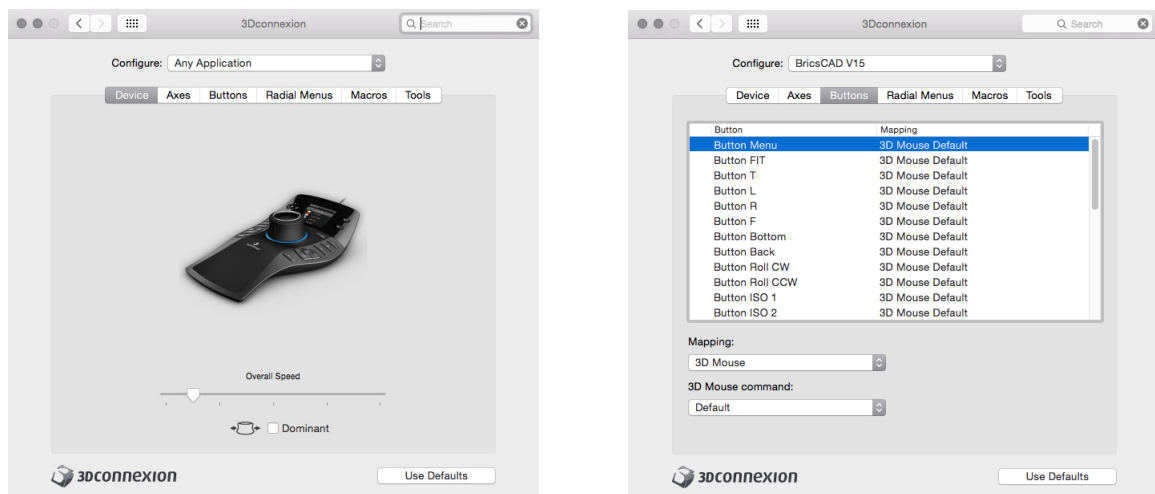 3Dconnexion
Search
Configure: Any Application
Device Axes Buttons Radial Menus Macros Tools
Overall Speed
Dominant
3Dconnexion
Use Defaults
3Dconnexion
Search
Configure: BricsCAD V15
Device Axes Buttons Radial Menus Macros Tools
Button Mapping
Button Menu 3D Mouse Default
Button FIT 3D Mouse Default
Button T 3D Mouse Default
Button L 3D Mouse Default
Button R 3D Mouse Default
Button F 3D Mouse Default
Button Bottom 3D Mouse Default
Button Back 3D Mouse Default
Button Roll CW 3D Mouse Default
Button Roll CCW 3D Mouse Default
Button ISO 1 3D Mouse Default
Button ISO 2 3D Mouse Default
Mapping:
3D Mouse
3D Mouse command:
Default
3Dconnexion
Use Defaults